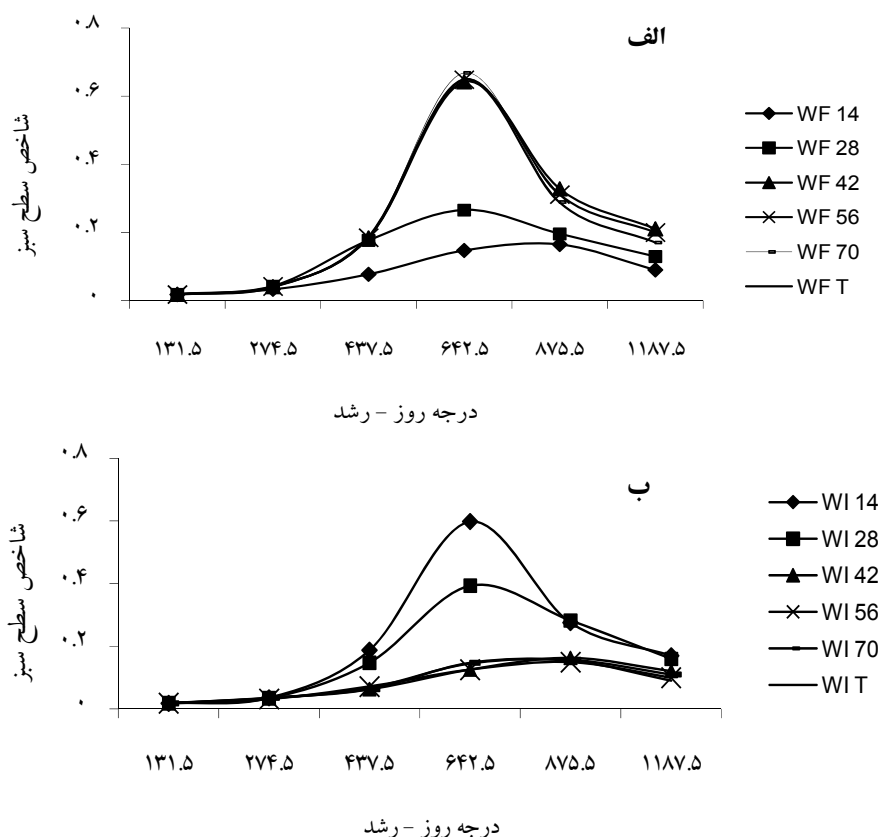 الف
۰.۸
۰.۶
۰.۴
۰.۲
۰
شاخص سطح سبز
۱۳۱.۵ ۲۷۴.۵ ۴۳۷.۵ ۶۴۲.۵ ۸۷۵.۵ ۱۱۸۷.۵
درجه روز – رشد
WF 14
WF 28
WF 42
WF 56
WF 70
WF T
ب
۰.۸
۰.۶
۰.۴
۰.۲
۰
شاخص سطح سبز
۱۳۱.۵ ۲۷۴.۵ ۴۳۷.۵ ۶۴۲.۵ ۸۷۵.۵ ۱۱۸۷.۵
درجه روز – رشد
WI 14
WI 28
WI 42
WI 56
WI 70
WI T